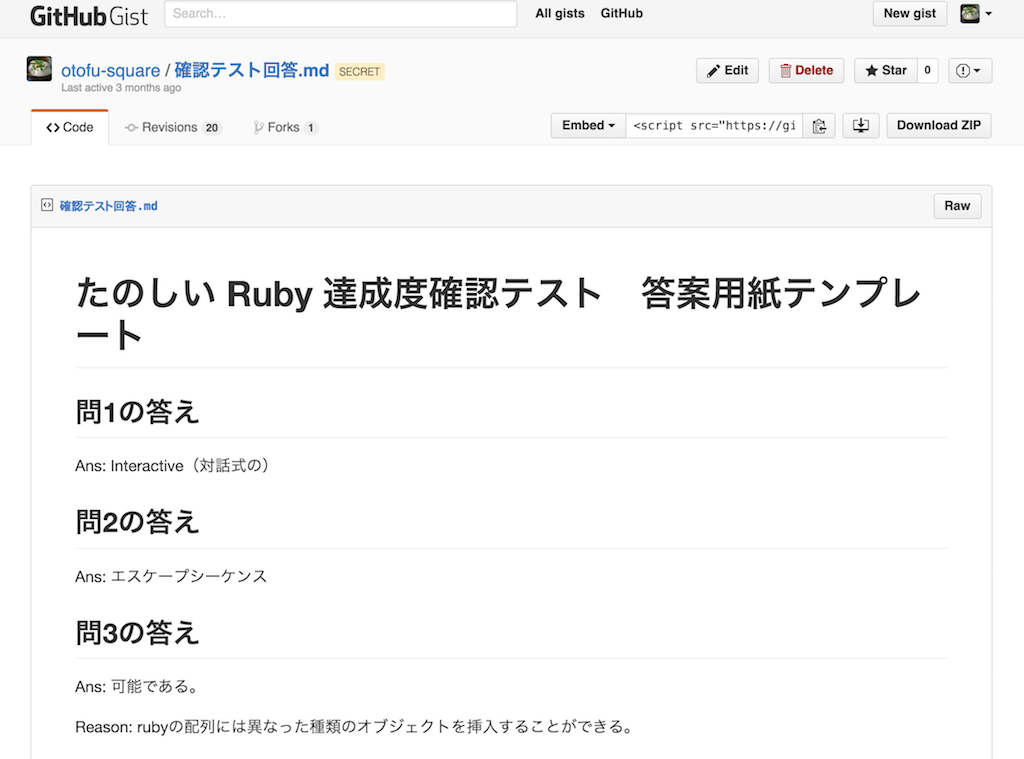 GitHub Gist Search... All gists GitHub New gist
otofu-square / 確認テスト回答.md SECRET
Last active 3 months ago
Edit Delete Star 0
Code Revisions 20 Forks 1
Embed <script src="https://gi Download ZIP
確認テスト回答.md Raw
たのしい Ruby 達成度確認テスト　答案用紙テンプレ
ート
問1の答え
Ans: Interactive（対話式の）
問2の答え
Ans: エスケープシーケンス
問3の答え
Ans: 可能である。
Reason: rubyの配列には異なった種類のオブジェクトを挿入することができる。